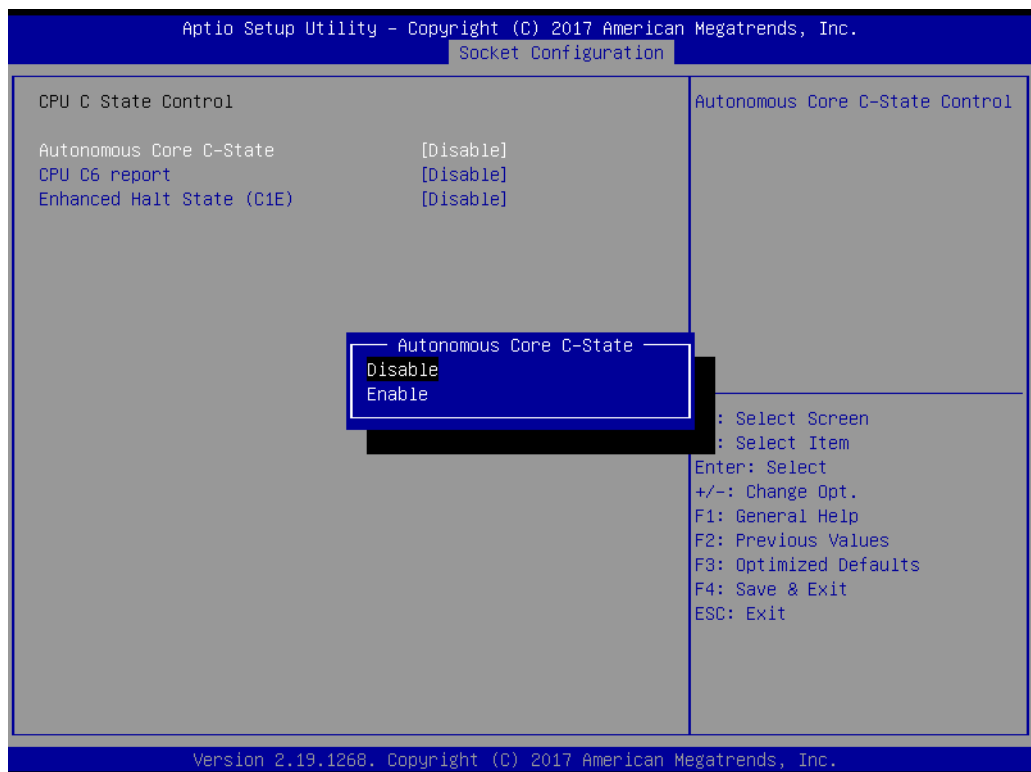 Aptio Setup Utility – Copyright (C) 2017 American Megatrends, Inc.
Socket Configuration
CPU C State Control
Autonomous Core C-State [Disable]
CPU C6 report [Disable]
Enhanced Halt State (C1E) [Disable]
Autonomous Core C-State Control
Autonomous Core C-State
Disable
Enable
: Select Screen
: Select Item
Enter: Select
+/-: Change Opt.
F1: General Help
F2: Previous Values
F3: Optimized Defaults
F4: Save & Exit
ESC: Exit
Version 2.19.1268. Copyright (C) 2017 American Megatrends, Inc.